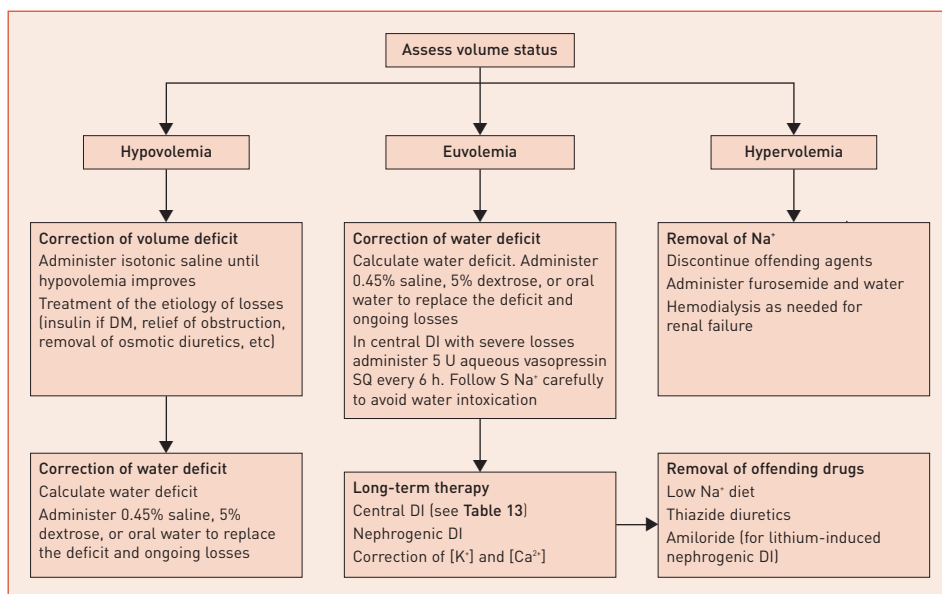 Assess volume status
Hypovolemia
Euvolemia
Hypervolemia
Correction of volume deficit
Administer isotonic saline until
hypovolemia improves
Treatment of the etiology of losses
(insulin if DM, relief of obstruction,
removal of osmotic diuretics, etc)
Correction of water deficit
Calculate water deficit. Administer
0.45% saline, 5% dextrose, or oral
water to replace the deficit and
ongoing losses
In central DI with severe losses
administer 5 U aqueous vasopressin
SQ every 6 h. Follow S Na⁺ carefully
to avoid water intoxication
Removal of Na⁺
Discontinue offending agents
Administer furosemide and water
Hemodialysis as needed for
renal failure
Correction of water deficit
Calculate water deficit
Administer 0.45% saline, 5%
dextrose, or oral water to replace
the deficit and ongoing losses
Long-term therapy
Central DI (see Table 13)
Nephrogenic DI
Correction of [K⁺] and [Ca²⁺]
Removal of offending drugs
Low Na⁺ diet
Thiazide diuretics
Amiloride (for lithium-induced
nephrogenic DI)